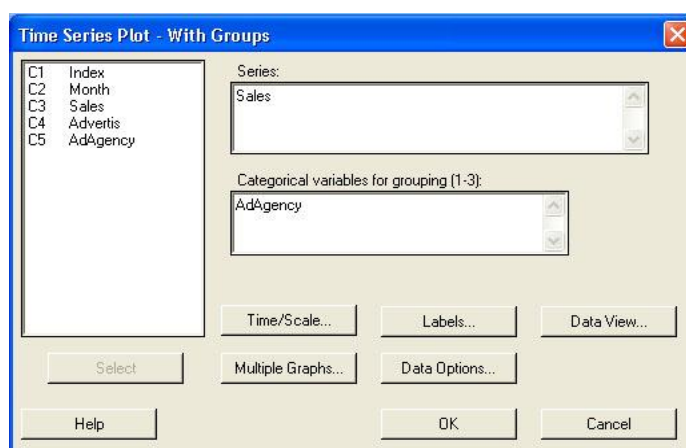 Time Series Plot - With Groups
C1 Index
C2 Month
C3 Sales
C4 Advertis
C5 AdAgency
Series:
Sales
Categorical variables for grouping (1-3):
AdAgency
Time/Scale... Labels... Data View...
Select Multiple Graphs... Data Options...
Help OK Cancel